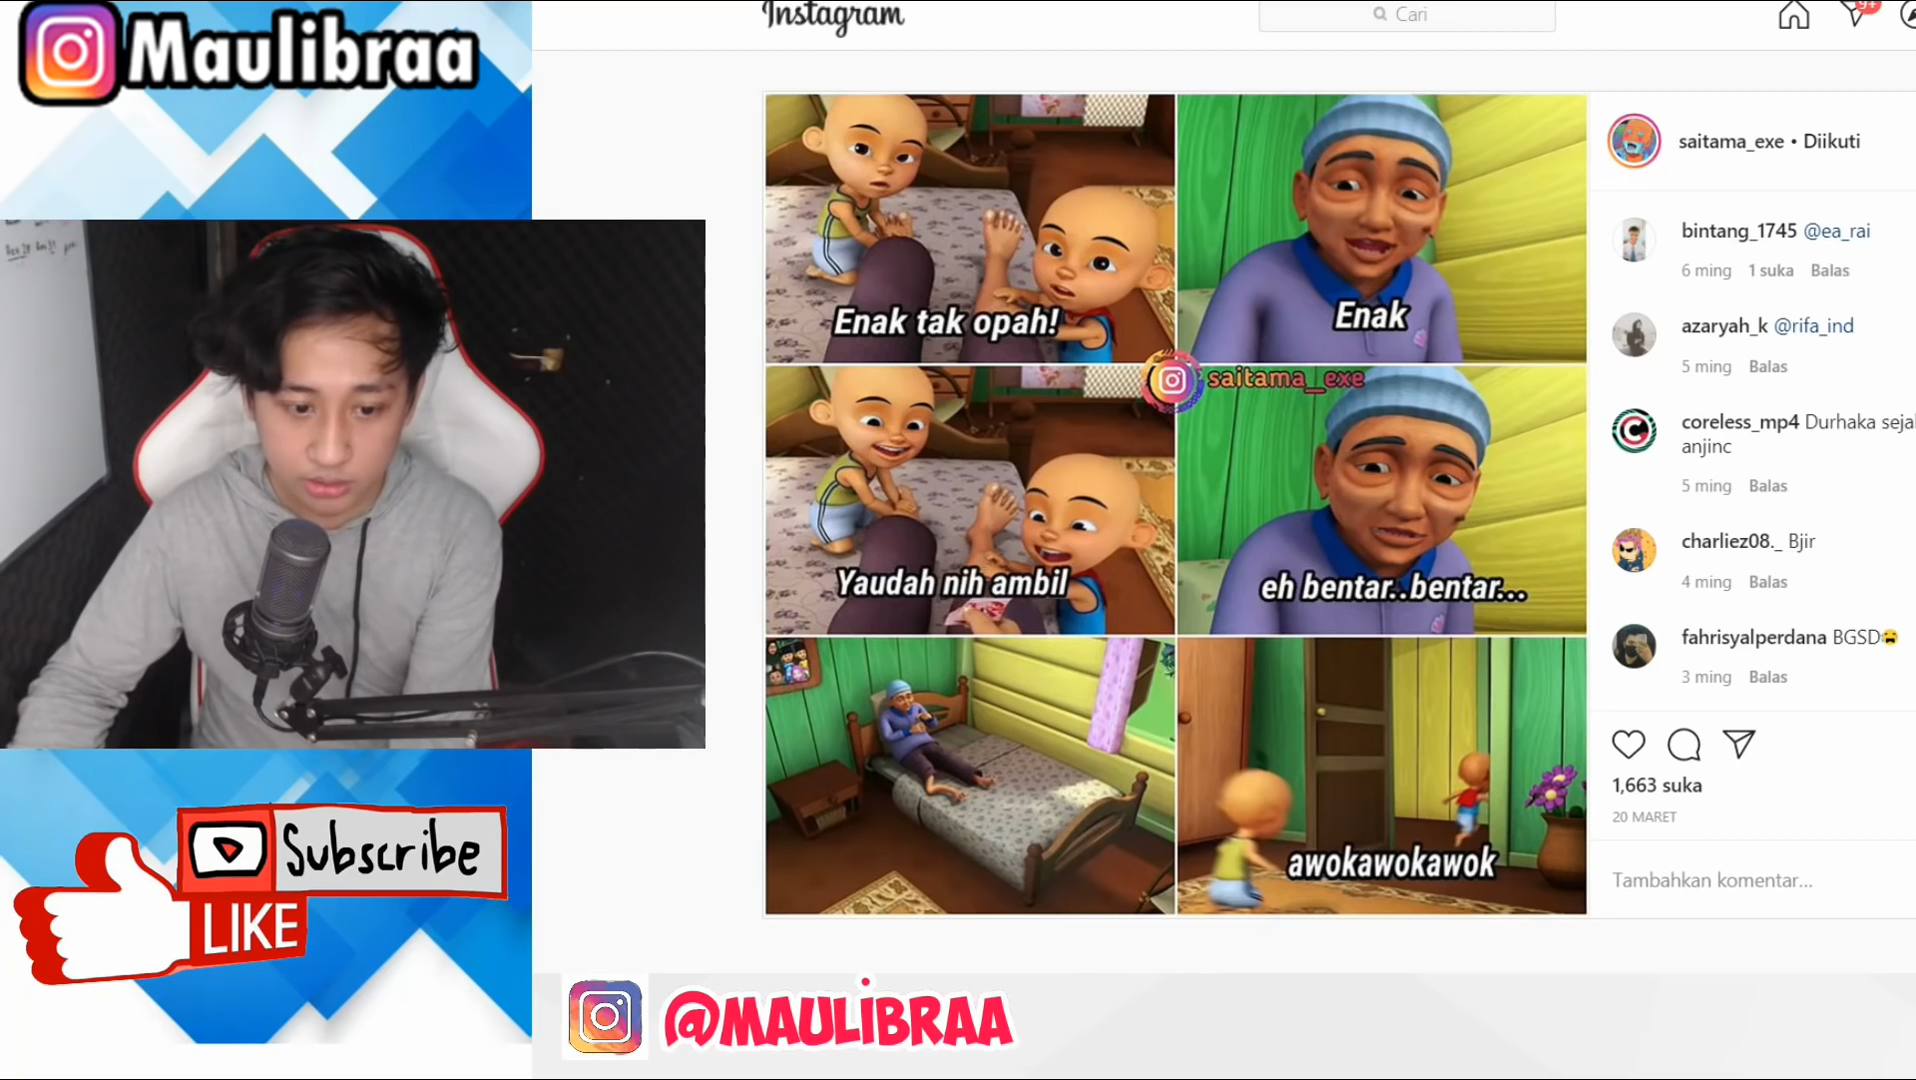 Maulibraa
Instagram
Cari
9+
Enak tak opah!
Enak
saitama_exe
Yaudah nih ambil
eh bentar..bentar...
awokawokawok
saitama_exe • Diikuti
bintang_1745 @ea_rai
6 ming 1 suka Balas
azaryah_k @rifa_ind
5 ming Balas
coreless_mp4 Durhaka sejak
anjinc
5 ming Balas
charliez08._ Bjir
4 ming Balas
fahrisyalperdana BGSD😫
3 ming Balas
1,663 suka
20 MARET
Tambahkan komentar...
Subscribe
LIKE
@MAULIBRAA